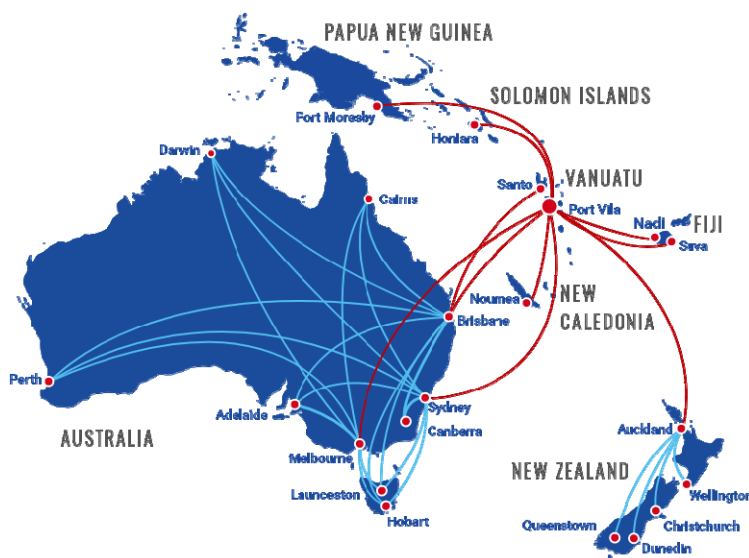 PAPUA NEW GUINEA
SOLOMON ISLANDS
Fort Moresby
Honiara
Darwin
Santo
VANUATU
Cairns
Port Vila
Nadi
FIJI
Suva
Noumea
NEW
CALEDONIA
Brisbane
Perth
Adelaide
Sydney
Canberra
AUSTRALIA
Melbourne
Auckland
NEW ZEALAND
Launceston
Hobart
Wellington
Christchurch
Queenstown
Dunedin